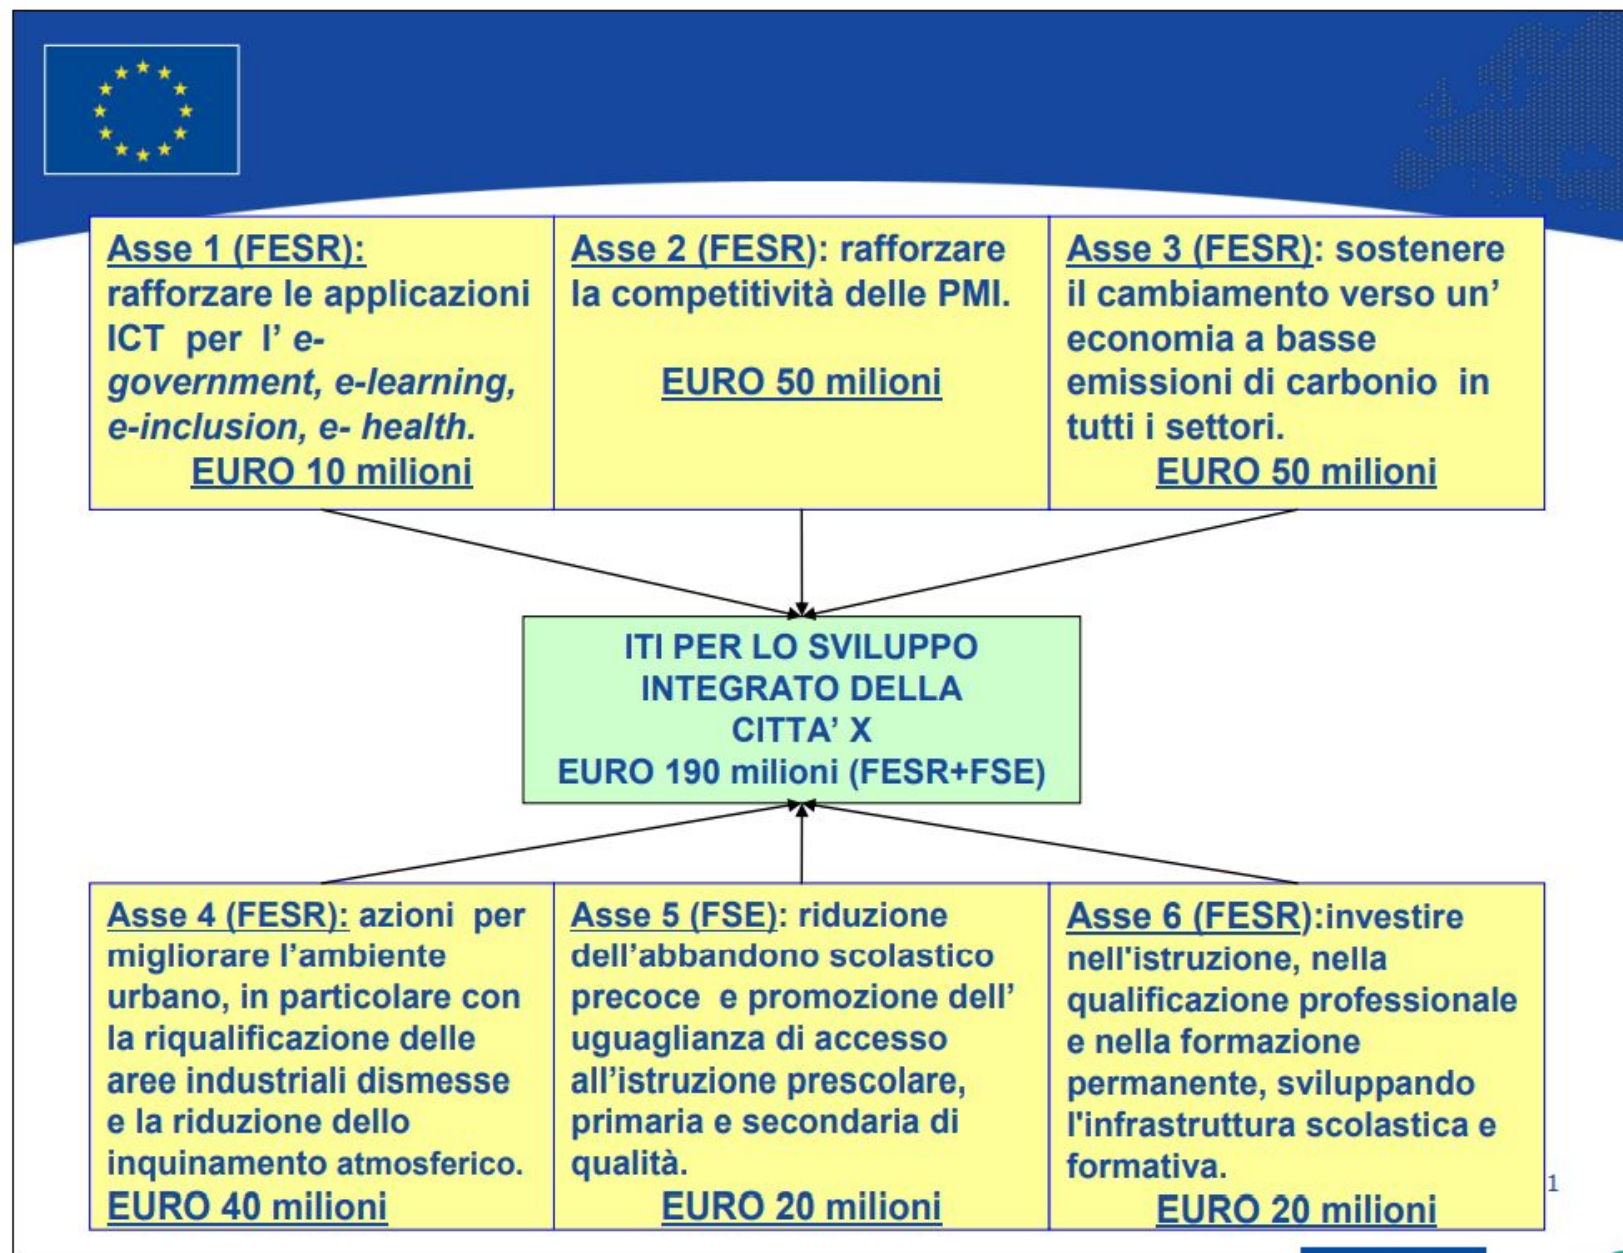 Asse 1 (FESR):
rafforzare le applicazioni
ICT per l’ e-
government, e-learning,
e-inclusion, e- health.
EURO 10 milioni
Asse 2 (FESR): rafforzare
la competitività delle PMI.
EURO 50 milioni
Asse 3 (FESR): sostenere
il cambiamento verso un’
economia a basse
emissioni di carbonio in
tutti i settori.
EURO 50 milioni
ITI PER LO SVILUPPO
INTEGRATO DELLA
CITTA’ X
EURO 190 milioni (FESR+FSE)
Asse 4 (FESR): azioni per
migliorare l’ambiente
urbano, in particolare con
la riqualificazione delle
aree industriali dismesse
e la riduzione dello
inquinamento atmosferico.
EURO 40 milioni
Asse 5 (FSE): riduzione
dell’abbandono scolastico
precoce e promozione dell’
uguaglianza di accesso
all’istruzione prescolare,
primaria e secondaria di
qualità.
EURO 20 milioni
Asse 6 (FESR):investire
nell'istruzione, nella
qualificazione professionale
e nella formazione
permanente, sviluppando
l'infrastruttura scolastica e
formativa.
EURO 20 milioni
1